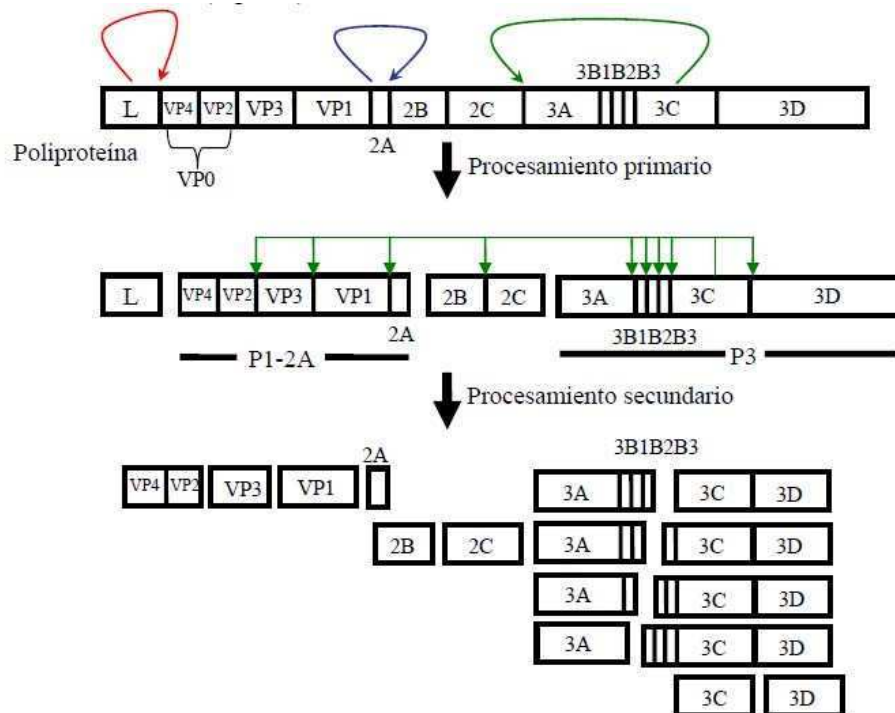 3B1B2B3
L VP4 VP2 VP3 VP1 2B 2C 3A 3C 3D
Poliproteína
VP0
2A
Procesamiento primario
L VP4 VP2 VP3 VP1 2B 2C 3A 3C 3D
2A
3B1B2B3
P1-2A
P3
Procesamiento secundario
3B1B2B3
2A
VP4 VP2 VP3 VP1 3A 3C 3D
2B 2C 3A 3C 3D
3A 3C 3D
3A 3C 3D
3C 3D